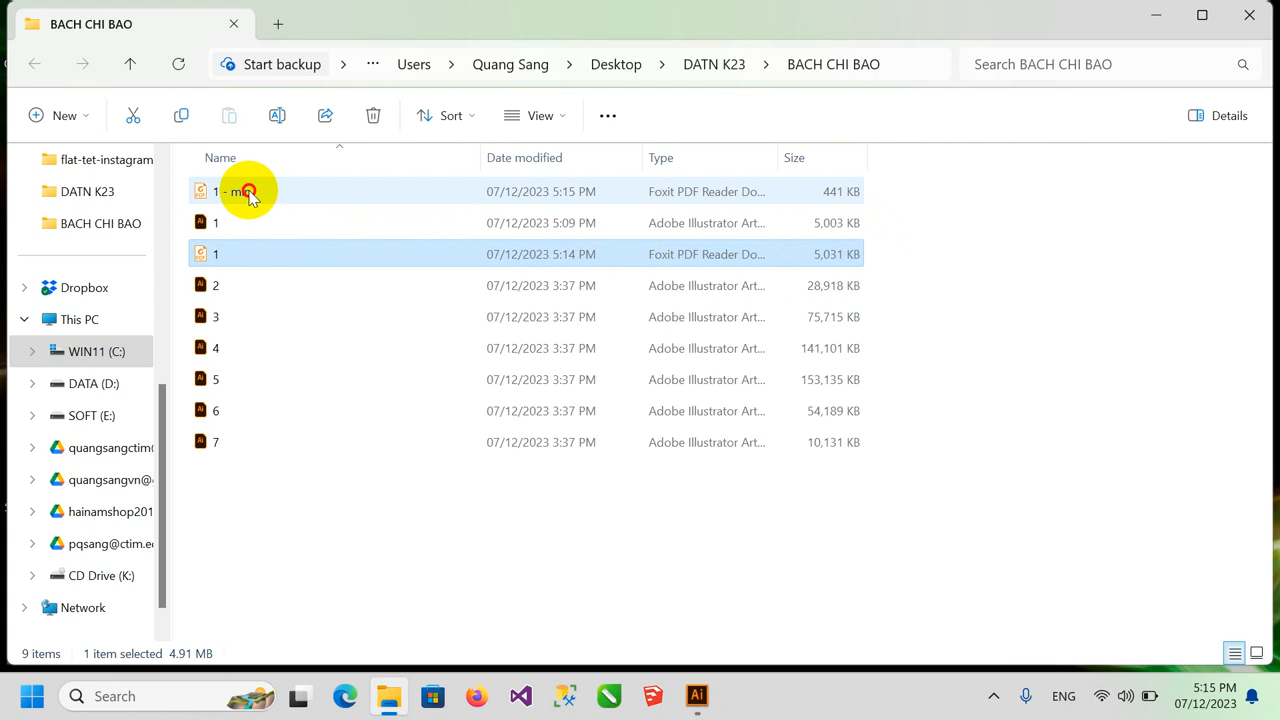 BACH CHI BAO
Start backup ··· Users Quang Sang Desktop DATN K23 BACH CHI BAO Search BACH CHI BAO
New Sort View Details
Name Date modified Type Size
flat-tet-instagram
DATN K23
BACH CHI BAO
Dropbox
This PC
WIN11 (C:)
DATA (D:)
SOFT (E:)
quangsangctim@
quangsangvn@g
hainamshop201
pqsang@ctim.ec
CD Drive (K:)
Network
1 - 07/12/2023 5:15 PM Foxit PDF Reader Do... 441 KB
1 07/12/2023 5:09 PM Adobe Illustrator Art... 5,003 KB
1 07/12/2023 5:14 PM Foxit PDF Reader Do... 5,031 KB
2 07/12/2023 3:37 PM Adobe Illustrator Art... 28,918 KB
3 07/12/2023 3:37 PM Adobe Illustrator Art... 75,715 KB
4 07/12/2023 3:37 PM Adobe Illustrator Art... 141,101 KB
5 07/12/2023 3:37 PM Adobe Illustrator Art... 153,135 KB
6 07/12/2023 3:37 PM Adobe Illustrator Art... 54,189 KB
7 07/12/2023 3:37 PM Adobe Illustrator Art... 10,131 KB
9 items 1 item selected 4.91 MB
Search ENG 5:15 PM
07/12/2023